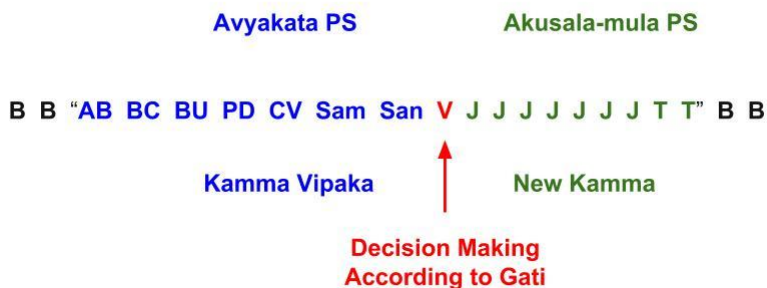 Avyakata PS Akusala-mula PS
B B “AB BC BU PD CV Sam San V J J J J J J J T T” B B
Kamma Vipaka New Kamma
Decision Making
According to Gati